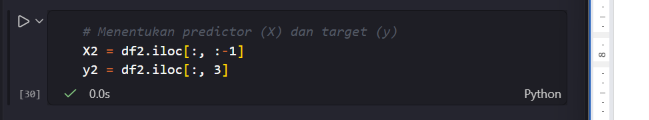 # Menentukan predictor (X) dan target (y)
X2 = df2.iloc[:, :-1]
y2 = df2.iloc[:, 3]
[30]
0.0s
Python